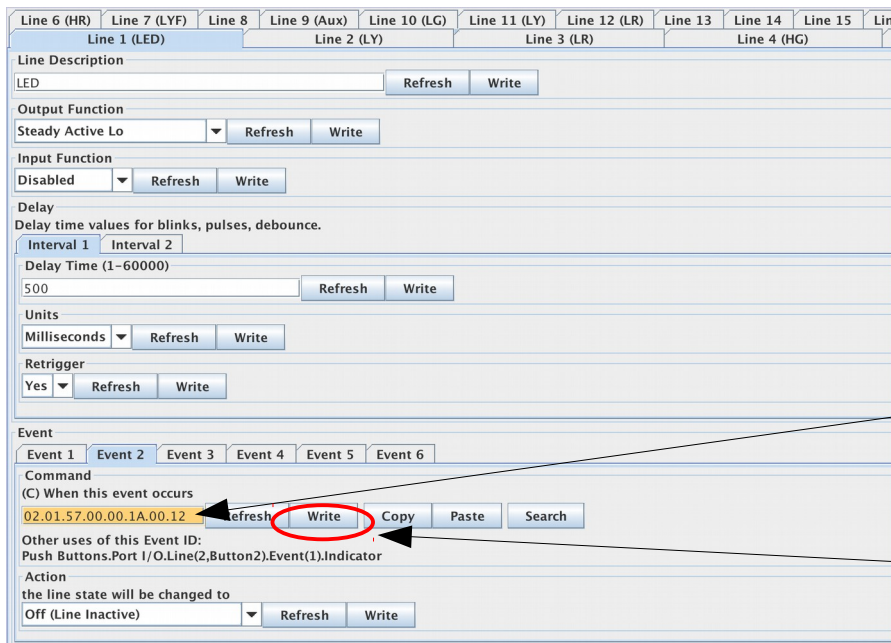 Line 6 (HR) Line 7 (LYF) Line 8 Line 9 (Aux) Line 10 (LG) Line 11 (LY) Line 12 (LR) Line 13 Line 14 Line 15
Line 1 (LED) Line 2 (LY) Line 3 (LR) Line 4 (HG)
Line Description
LED Refresh Write
Output Function
Steady Active Lo Refresh Write
Input Function
Disabled Refresh Write
Delay
Delay time values for blinks, pulses, debounce.
Interval 1 Interval 2
Delay Time (1-60000)
500 Refresh Write
Units
Milliseconds Refresh Write
Retrigger
Yes Refresh Write
Event
Event 1 Event 2 Event 3 Event 4 Event 5 Event 6
Command
(C) When this event occurs
02.01.57.00.00.1A.00.12 Refresh Write Copy Paste Search
Other uses of this Event ID:
Push Buttons.Port I/O.Line(2,Button2).Event(1).Indicator
Action
the line state will be changed to
Off (Line Inactive) Refresh Write